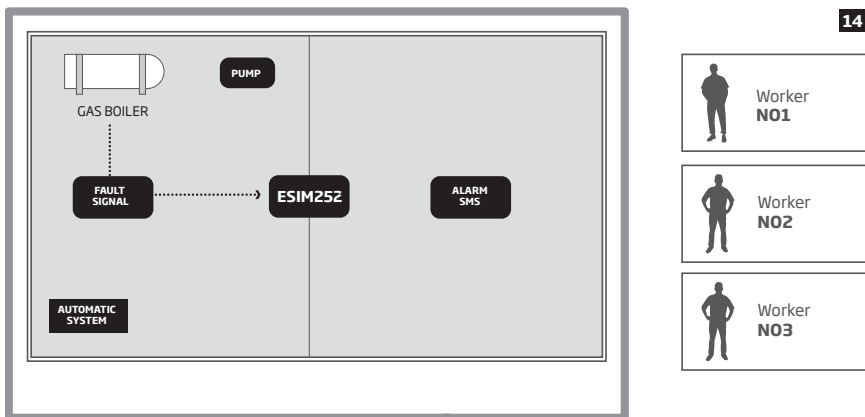 14
PUMP
GAS BOILER
FAULT
SIGNAL
ESIM252
ALARM
SMS
AUTOMATIC
SYSTEM
Worker
NO1
Worker
NO2
Worker
NO3